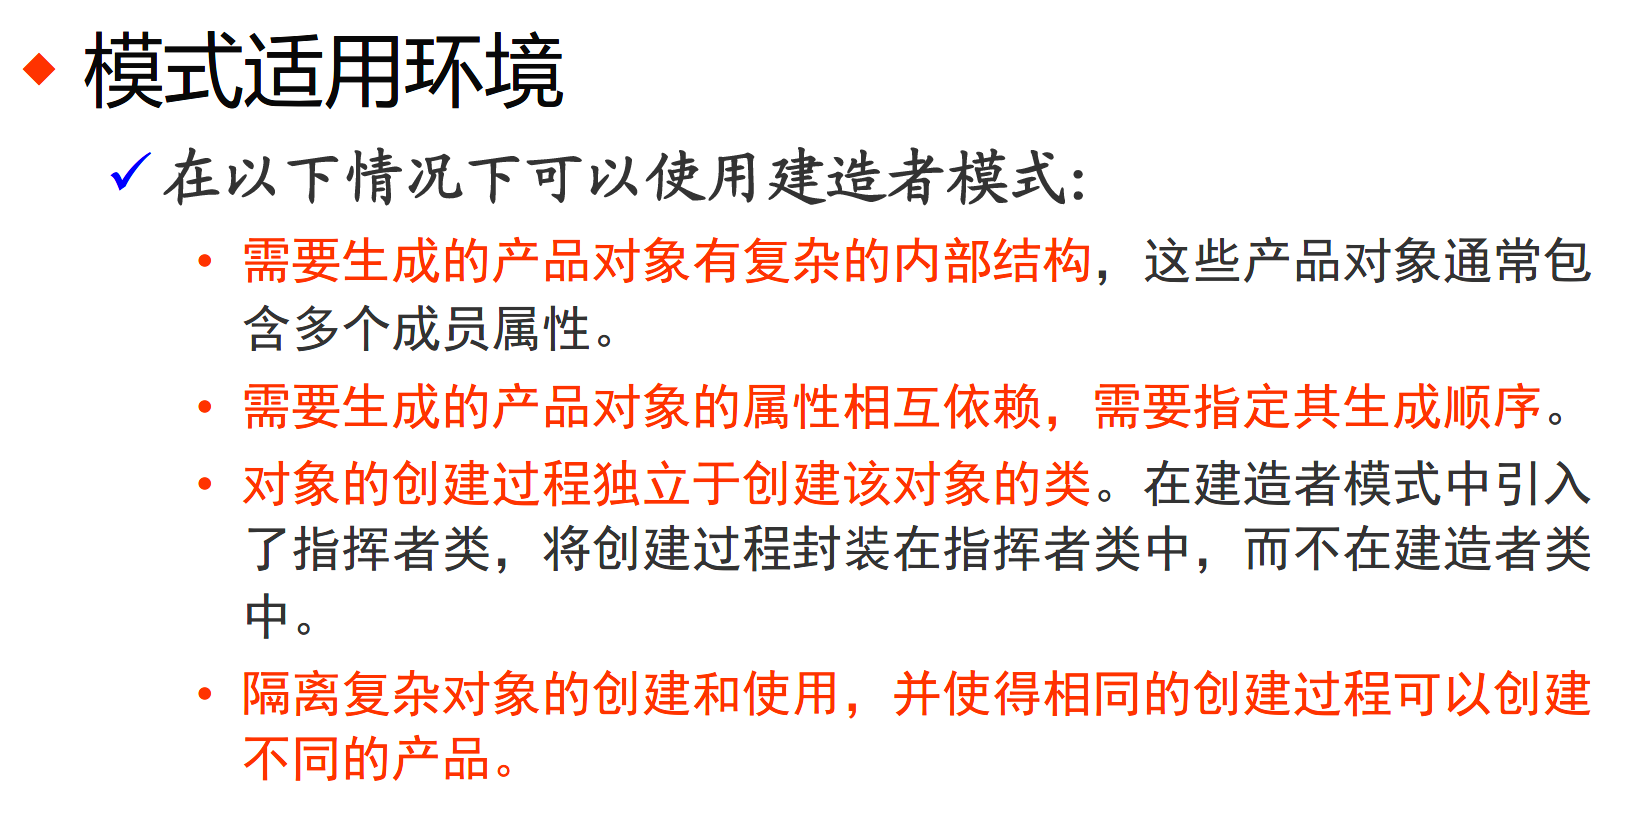 模式适用环境
在以下情况下可以使用建造者模式:
需要生成的产品对象有复杂的内部结构，这些产品对象通常包
含多个成员属性。
需要生成的产品对象的属性相互依赖，需要指定其生成顺序。
对象的创建过程独立于创建该对象的类。在建造者模式中引入
了指挥者类，将创建过程封装在指挥者类中，而不在建造者类
中。
隔离复杂对象的创建和使用，并使得相同的创建过程可以创建
不同的产品。